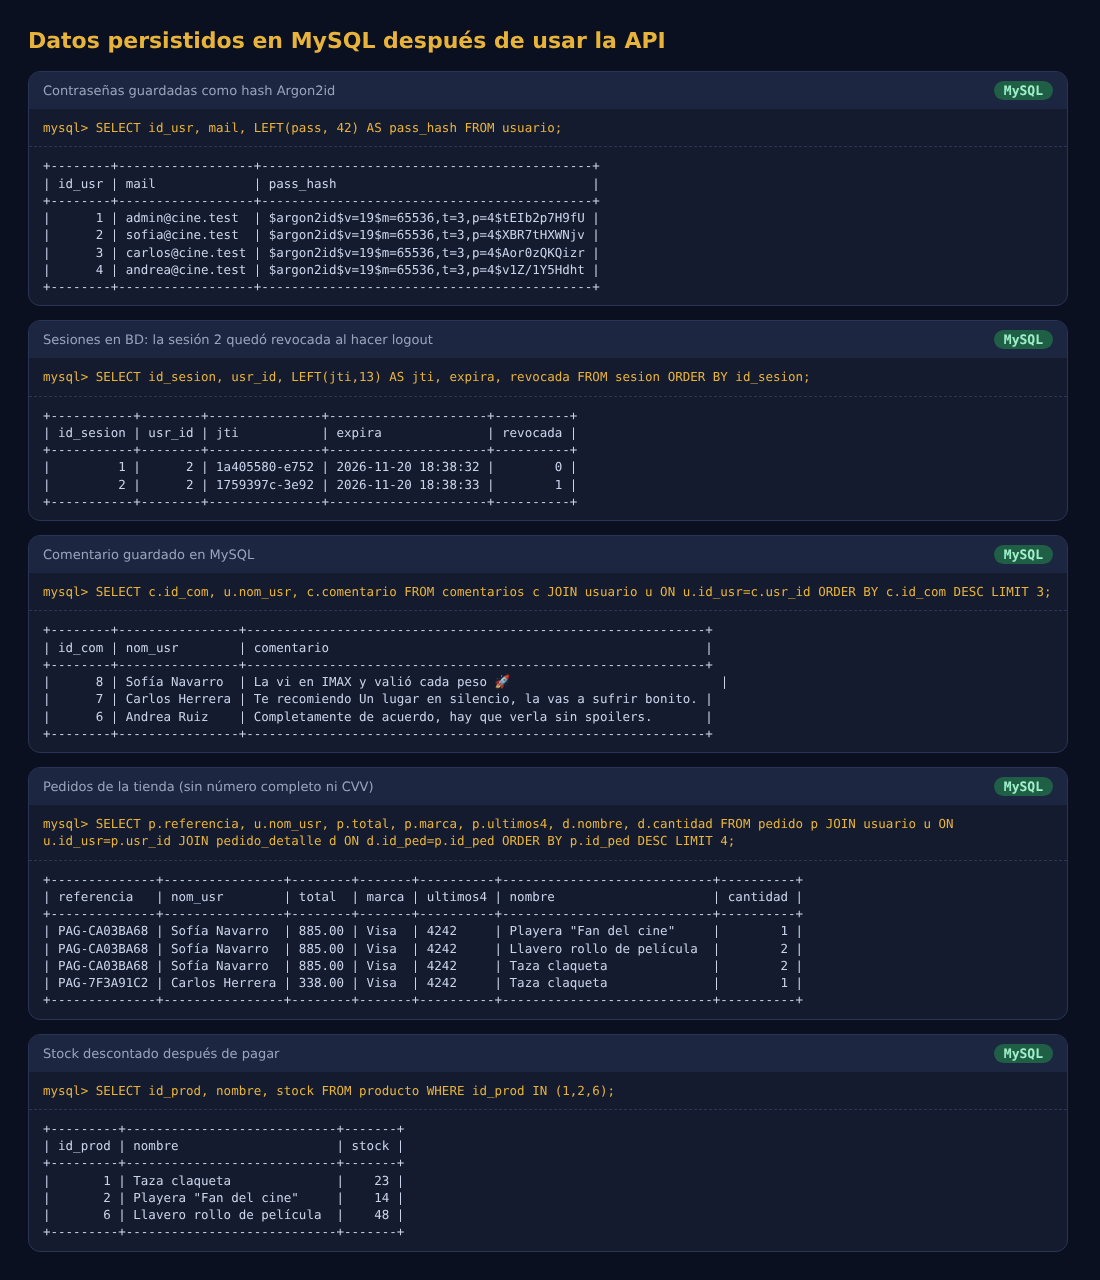 Datos persistidos en MySQL después de usar la API
Contraseñas guardadas como hash Argon2id MySQL
mysql> SELECT id_usr, mail, LEFT(pass, 42) AS pass_hash FROM usuario;
+--------+------------------+--------------------------------------------+
| id_usr | mail             | pass_hash                                  |
+--------+------------------+--------------------------------------------+
|      1 | admin@cine.test  | $argon2id$v=19$m=65536,t=3,p=4$tEIb2p7H9fU |
|      2 | sofia@cine.test  | $argon2id$v=19$m=65536,t=3,p=4$XBR7tHXWNjv |
|      3 | carlos@cine.test | $argon2id$v=19$m=65536,t=3,p=4$Aor0zQKQizr |
|      4 | andrea@cine.test | $argon2id$v=19$m=65536,t=3,p=4$v1Z/1Y5Hdht |
+--------+------------------+--------------------------------------------+
Sesiones en BD: la sesión 2 quedó revocada al hacer logout MySQL
mysql> SELECT id_sesion, usr_id, LEFT(jti,13) AS jti, expira, revocada FROM sesion ORDER BY id_sesion;
+-----------+--------+---------------+---------------------+----------+
| id_sesion | usr_id | jti           | expira              | revocada |
+-----------+--------+---------------+---------------------+----------+
|         1 |      2 | 1a405580-e752 | 2026-11-20 18:38:32 |        0 |
|         2 |      2 | 1759397c-3e92 | 2026-11-20 18:38:33 |        1 |
+-----------+--------+---------------+---------------------+----------+
Comentario guardado en MySQL MySQL
mysql> SELECT c.id_com, u.nom_usr, c.comentario FROM comentarios c JOIN usuario u ON u.id_usr=c.usr_id ORDER BY c.id_com DESC LIMIT 3;
+--------+----------------+-------------------------------------------------------------+
| id_com | nom_usr        | comentario                                                  |
+--------+----------------+-------------------------------------------------------------+
|      8 | Sofía Navarro  | La vi en IMAX y valió cada peso 🚀                            |
|      7 | Carlos Herrera | Te recomiendo Un lugar en silencio, la vas a sufrir bonito. |
|      6 | Andrea Ruiz    | Completamente de acuerdo, hay que verla sin spoilers.       |
+--------+----------------+-------------------------------------------------------------+
Pedidos de la tienda (sin número completo ni CVV) MySQL
mysql> SELECT p.referencia, u.nom_usr, p.total, p.marca, p.ultimos4, d.nombre, d.cantidad FROM pedido p JOIN usuario u ON
u.id_usr=p.usr_id JOIN pedido_detalle d ON d.id_ped=p.id_ped ORDER BY p.id_ped DESC LIMIT 4;
+--------------+----------------+--------+-------+----------+----------------------------+----------+
| referencia   | nom_usr        | total  | marca | ultimos4 | nombre                     | cantidad |
+--------------+----------------+--------+-------+----------+----------------------------+----------+
| PAG-CA03BA68 | Sofía Navarro  | 885.00 | Visa  | 4242     | Playera "Fan del cine"     |        1 |
| PAG-CA03BA68 | Sofía Navarro  | 885.00 | Visa  | 4242     | Llavero rollo de película  |        2 |
| PAG-CA03BA68 | Sofía Navarro  | 885.00 | Visa  | 4242     | Taza claqueta              |        2 |
| PAG-7F3A91C2 | Carlos Herrera | 338.00 | Visa  | 4242     | Taza claqueta              |        1 |
+--------------+----------------+--------+-------+----------+----------------------------+----------+
Stock descontado después de pagar MySQL
mysql> SELECT id_prod, nombre, stock FROM producto WHERE id_prod IN (1,2,6);
+---------+----------------------------+-------+
| id_prod | nombre                     | stock |
+---------+----------------------------+-------+
|       1 | Taza claqueta              |    23 |
|       2 | Playera "Fan del cine"     |    14 |
|       6 | Llavero rollo de película  |    48 |
+---------+----------------------------+-------+